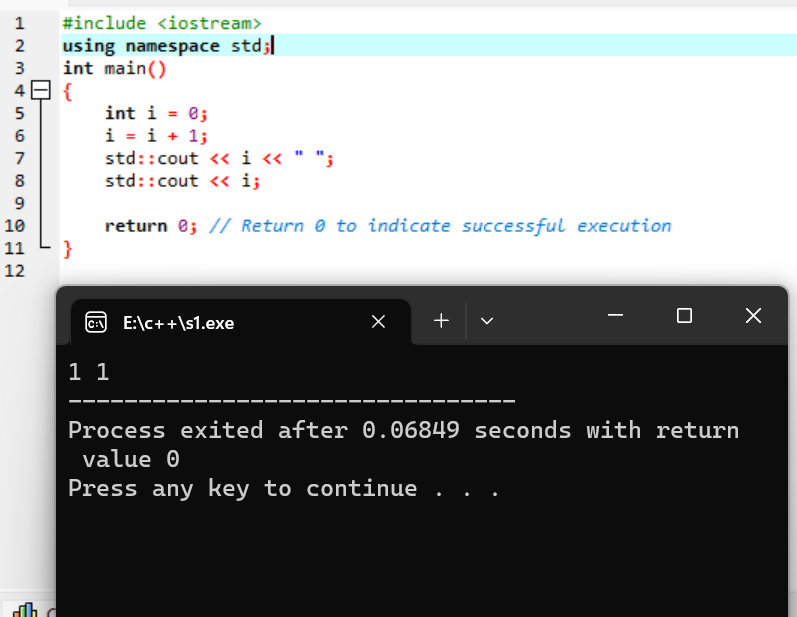 1 #include <iostream>
2 using namespace std;
3 int main()
4 {
5 int i = 0;
6 i = i + 1;
7 std::cout << i << " ";
8 std::cout << i;
9
10 return 0; // Return 0 to indicate successful execution
11 }
12
E:\c++\s1.exe
1 1
--------------------------------
Process exited after 0.06849 seconds with return
value 0
Press any key to continue . . .